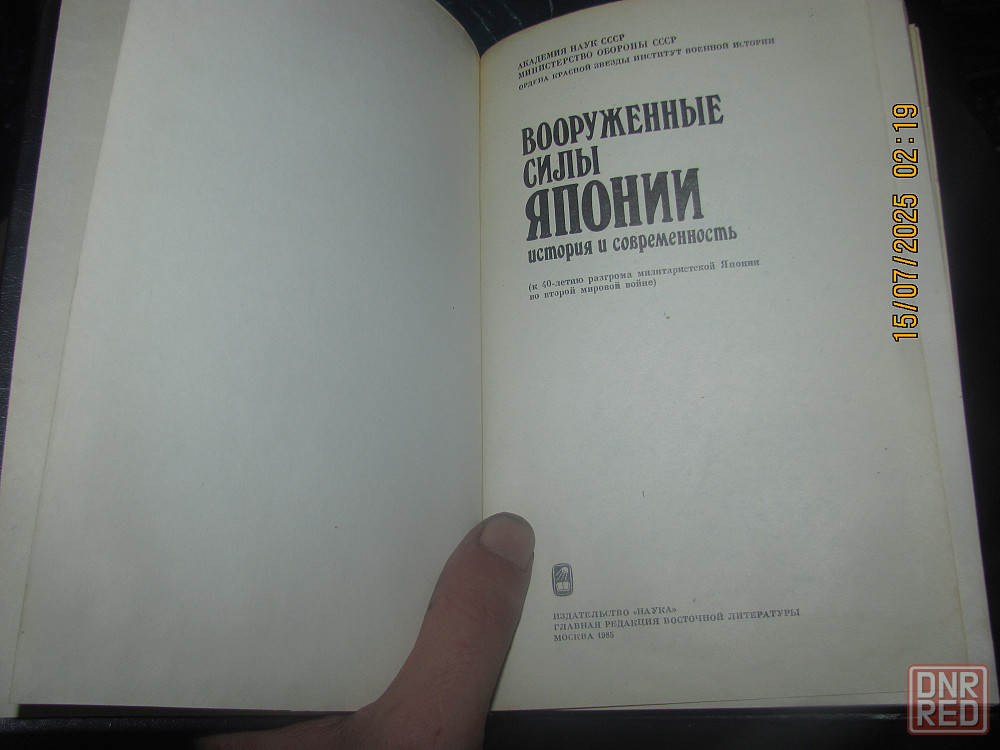 АКАДЕМИЯ НАУК СССР
МИНИСТЕРСТВО ОБОРОНЫ СССР
ОРДЕНА КРАСНОЙ ЗВЕЗДЫ ИНСТИТУТ ВОЕННОЙ ИСТОРИИ
ВООРУЖЕННЫЕ
СИЛЫ
ЯПОНИИ
история и современность
(к 40-летию разгрома милитаристской Японии
во второй мировой войне)
ИЗДАТЕЛЬСТВО «НАУКА»
ГЛАВНАЯ РЕДАКЦИЯ ВОСТОЧНОЙ ЛИТЕРАТУРЫ
МОСКВА 1985
15/07/2025 02:19
DNR
RED